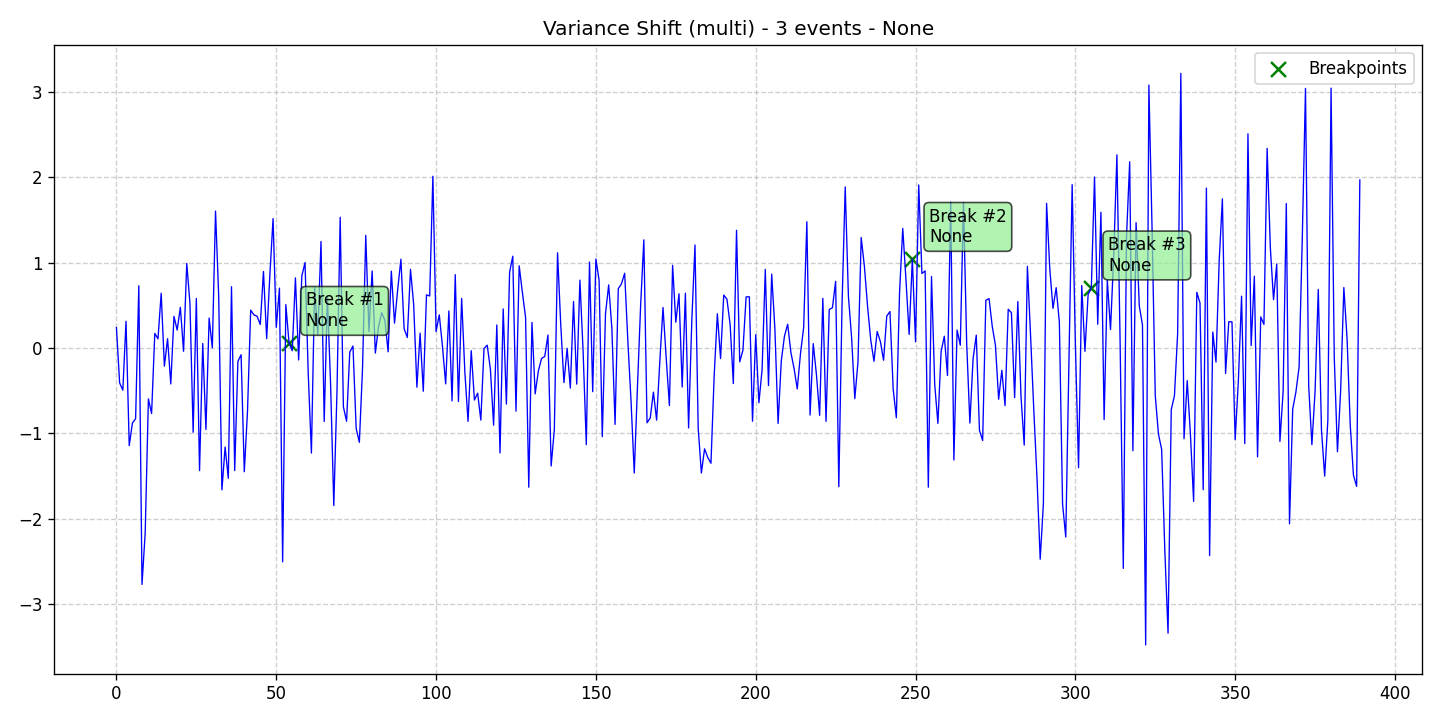 Variance Shift (multi) - 3 events - None
Breakpoints
3
2
1
0
−1
−2
−3
Break #1
None
Break #2
None
Break #3
None
0 50 100 150 200 250 300 350 400